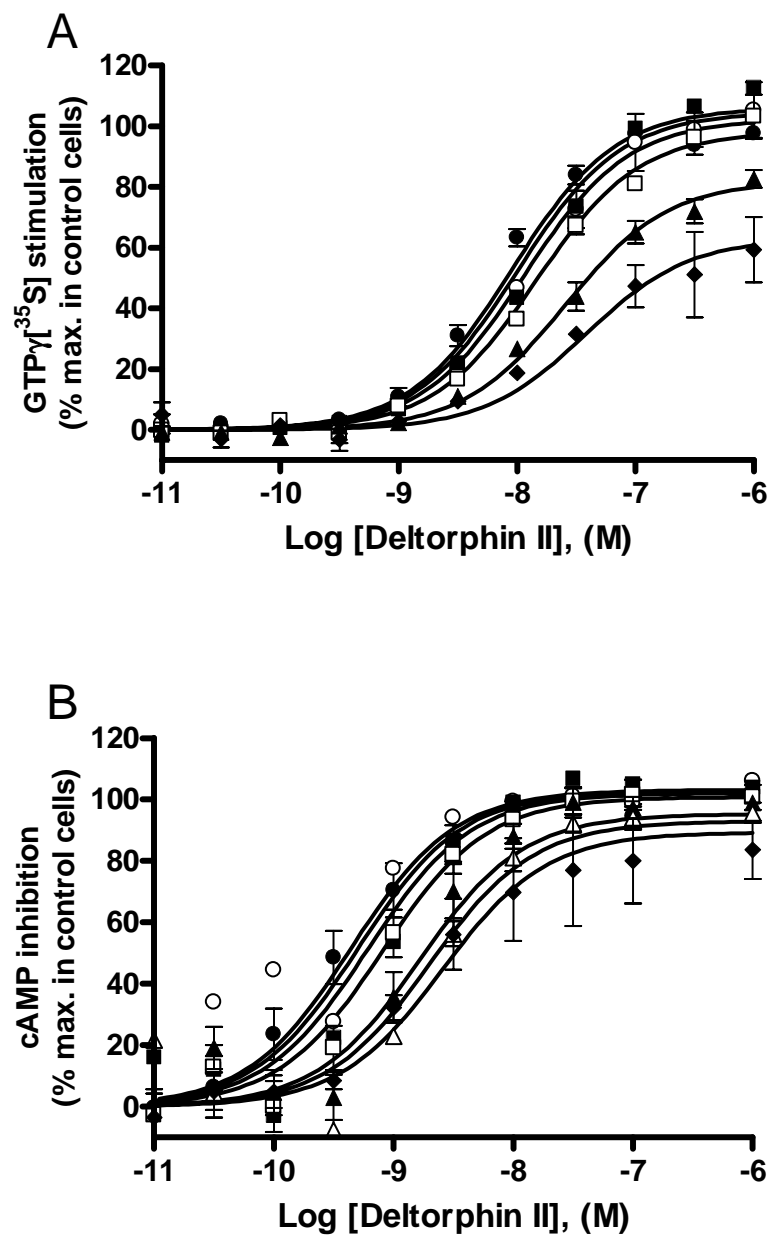 A
120
100
80
60
40
20
0
GTPγ[³⁵S] stimulation
(% max. in control cells)
-11 -10 -9 -8 -7 -6
Log [Deltorphin II], (M)
B
120
100
80
60
40
20
0
cAMP inhibition
(% max. in control cells)
-11 -10 -9 -8 -7 -6
Log [Deltorphin II], (M)